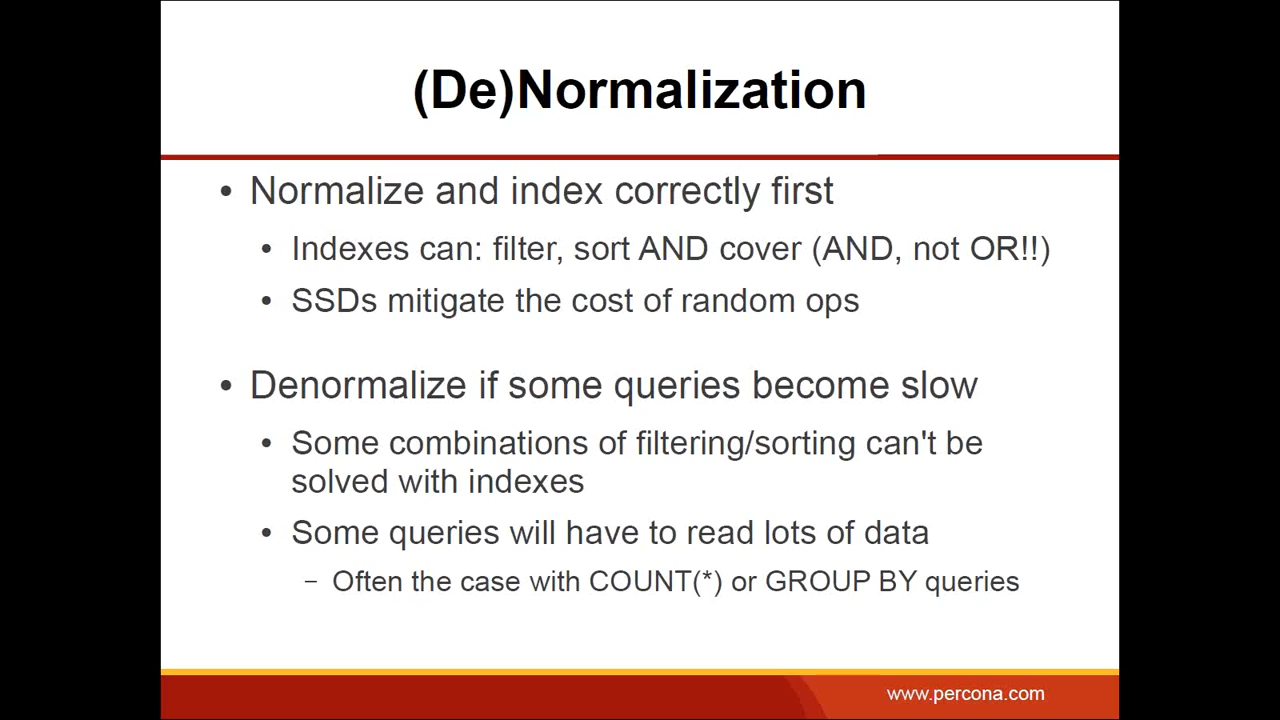 (De)Normalization
• Normalize and index correctly first
• Indexes can: filter, sort AND cover (AND, not OR!!)
• SSDs mitigate the cost of random ops
• Denormalize if some queries become slow
• Some combinations of filtering/sorting can't be
solved with indexes
• Some queries will have to read lots of data
– Often the case with COUNT(*) or GROUP BY queries
www.percona.com